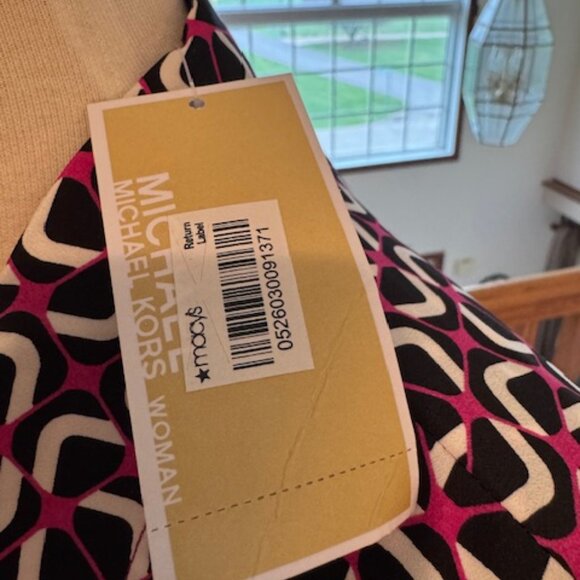 MICHAEL
MICHAEL KORS WOMAN
Return
Label
★macy's
0526030091371